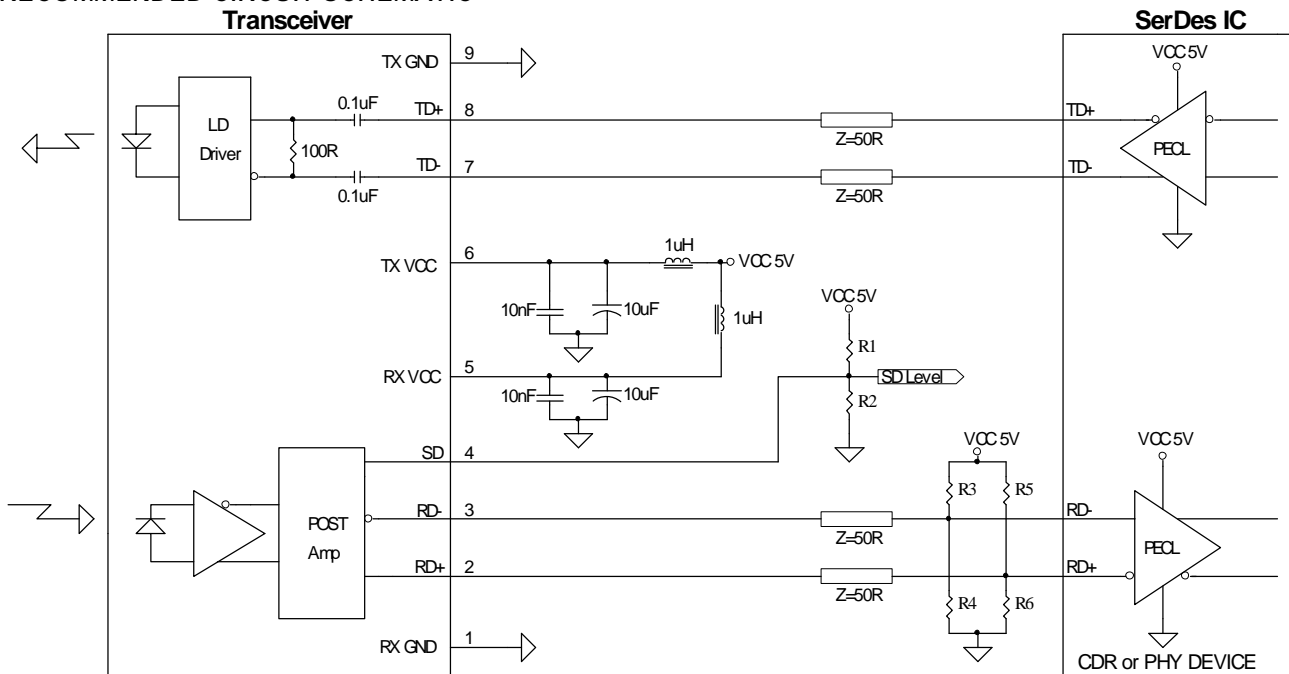 Transceiver
SerDes IC
TX GND 9
VCC 5V
0.1uF
TD+ 8
TD+
LD
Driver
100R
Z=50R
PECL
TD- 7
TD-
0.1uF
Z=50R
1uH
TX VCC 6
VCC 5V
10nF
10uF
1uH
VCC 5V
R1
RX VCC 5
SD Level
10nF
10uF
R2
SD 4
VCC 5V
VCC 5V
R3
R5
RD- 3
RD-
POST
Amp
Z=50R
PECL
RD+ 2
RD+
Z=50R
R4
R6
RX GND 1
CDR or PHY DEVICE